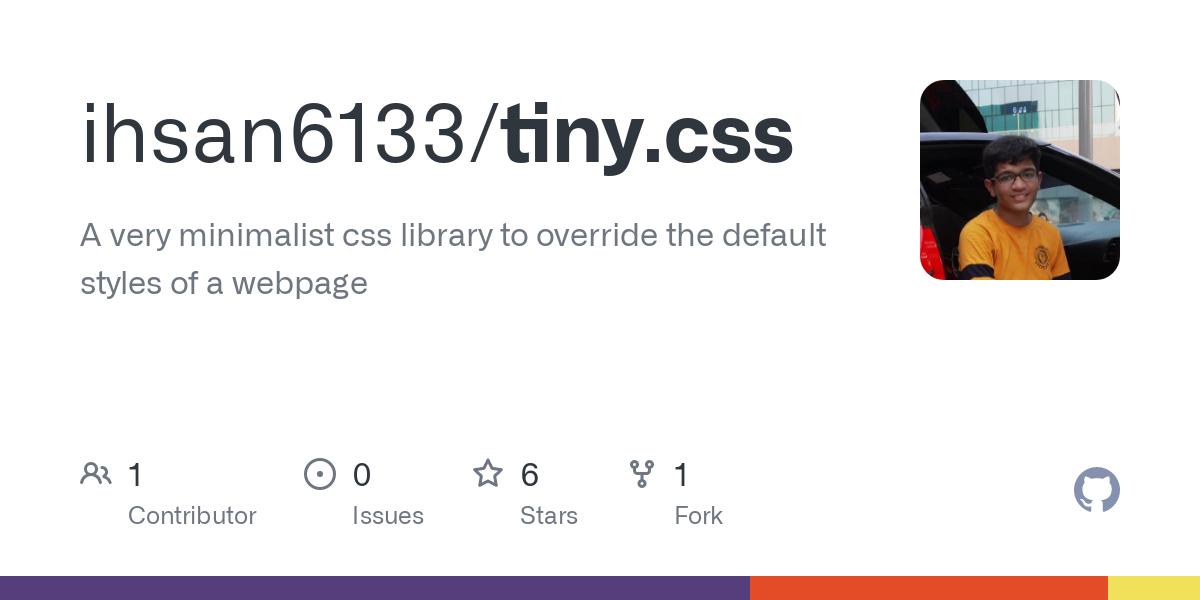 ihsan6133/tiny.css
A very minimalist css library to override the default
styles of a webpage
1
Contributor
0
Issues
6
Stars
1
Fork